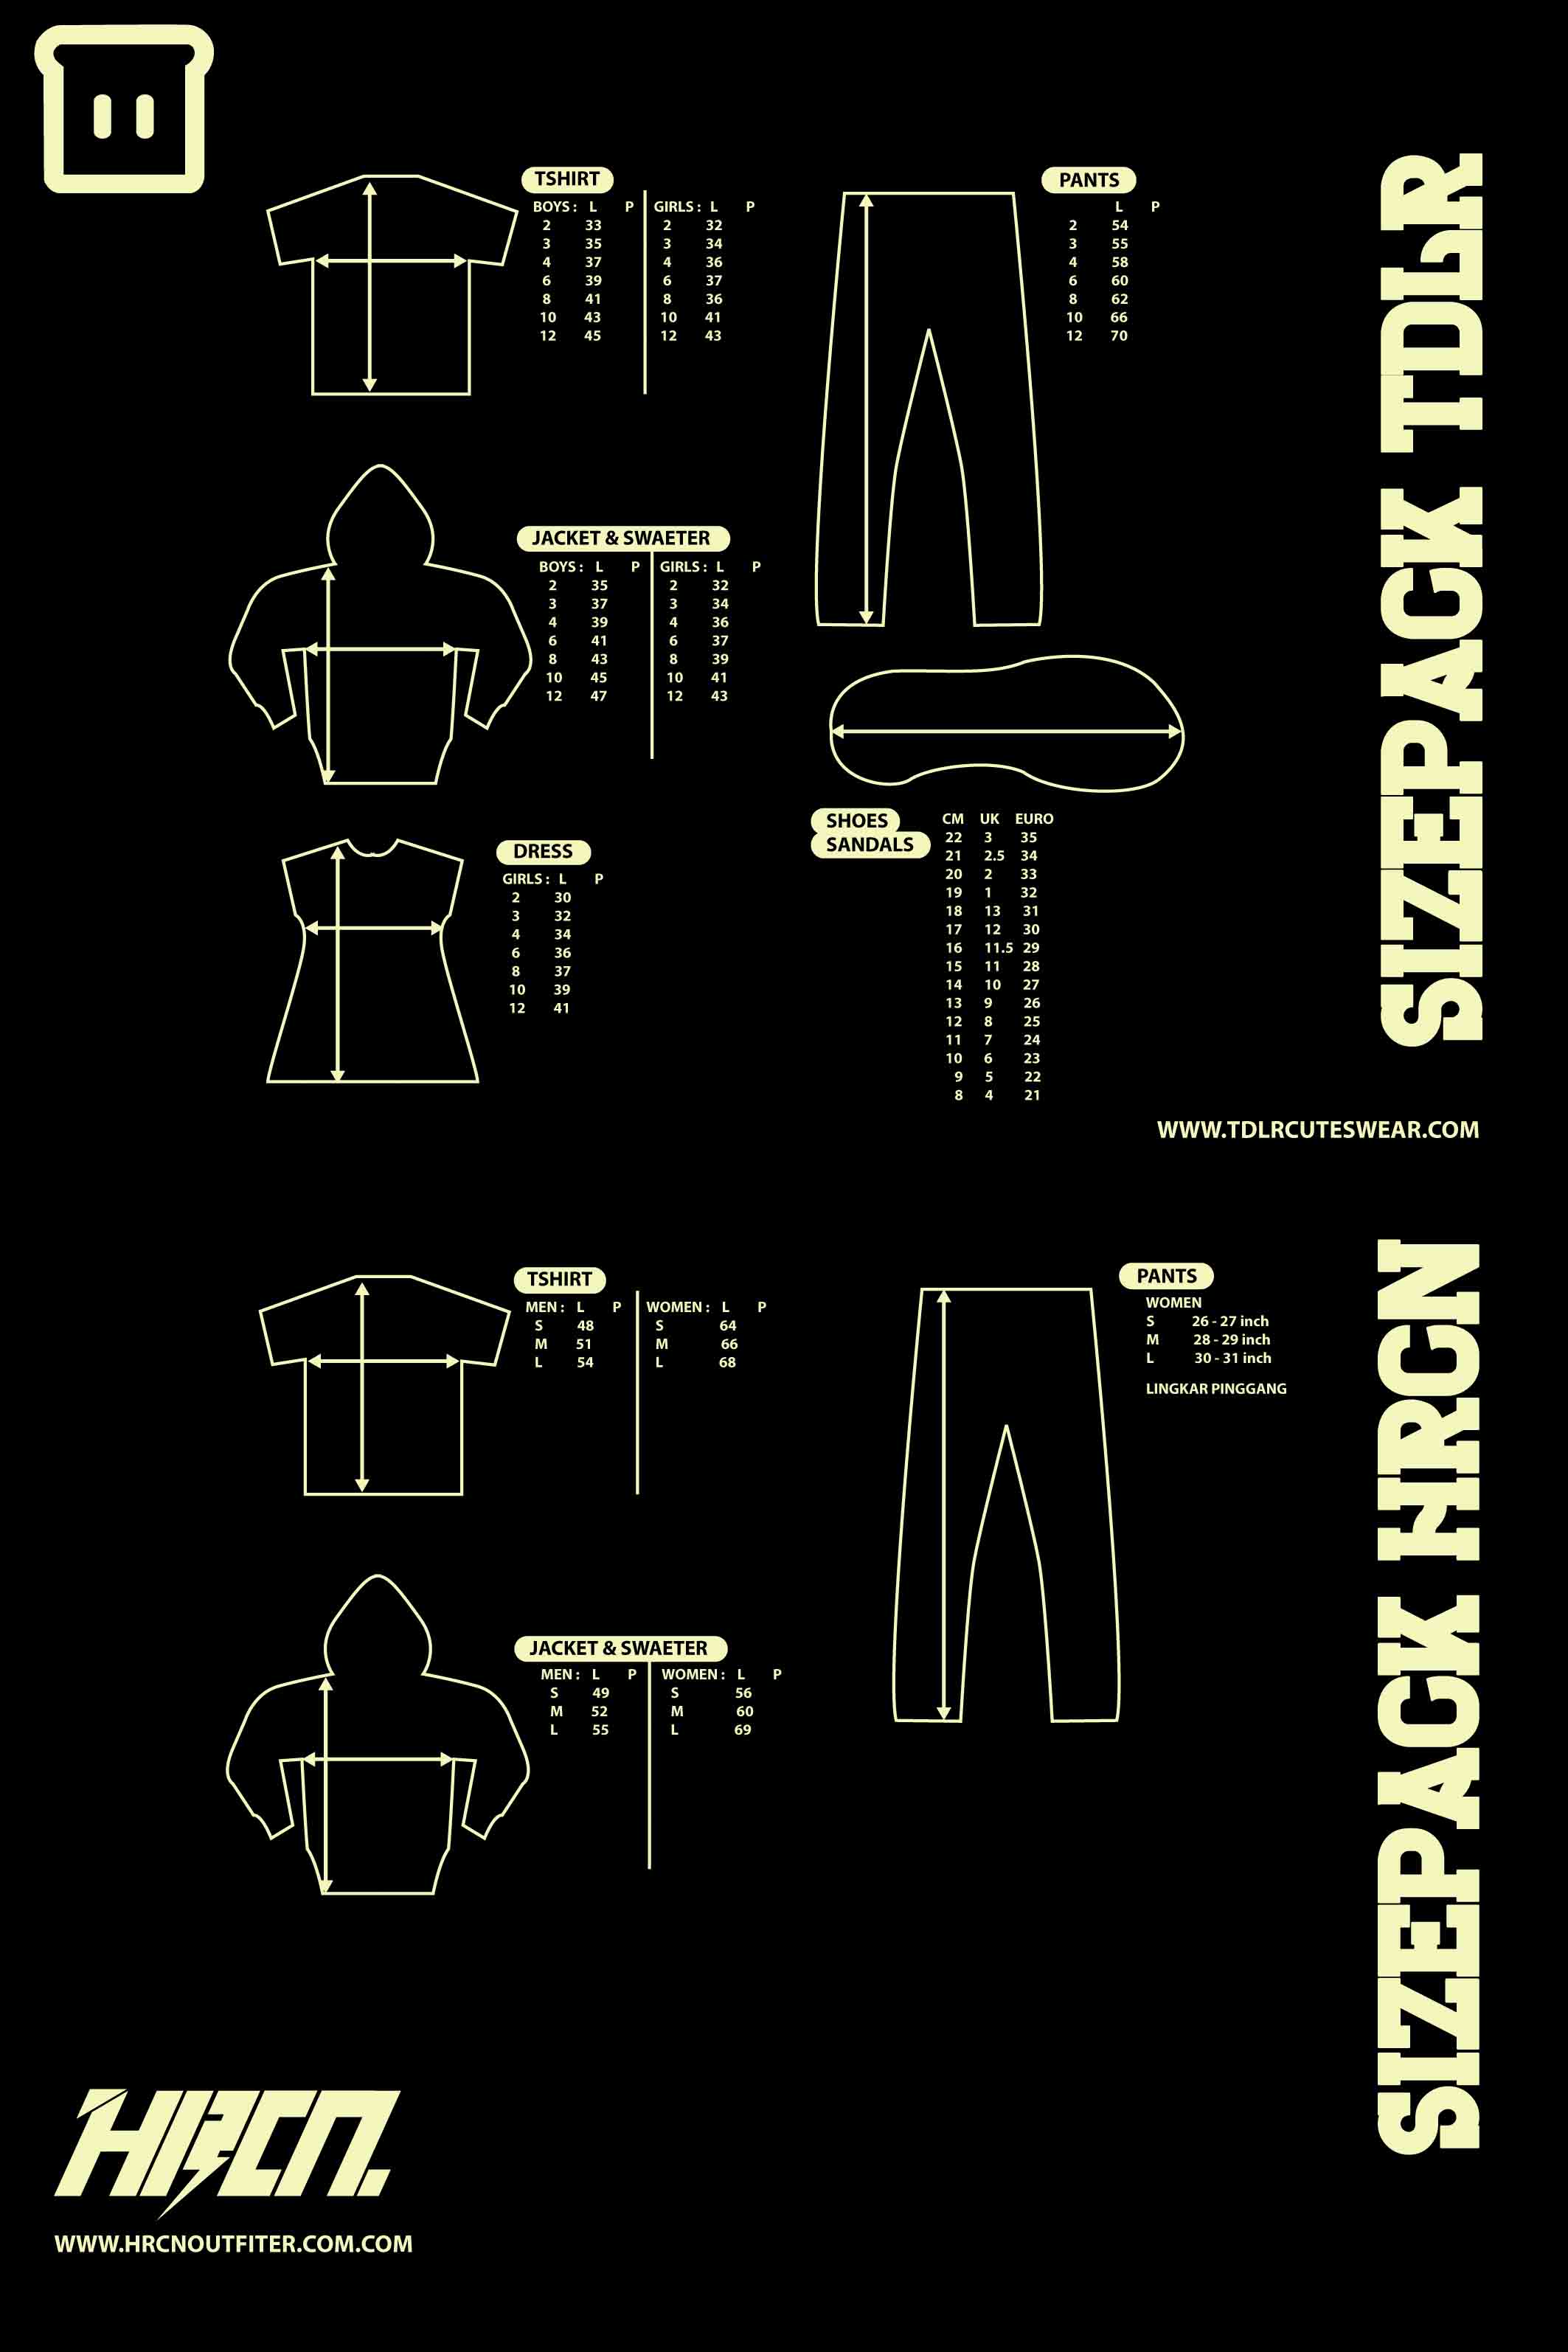 TSHIRT
BOYS : L P GIRLS : L P
2 33 2 32
3 35 3 34
4 37 4 36
6 39 6 37
8 41 8 36
10 43 10 41
12 45 12 43
PANTS
L P
2 54
3 55
4 58
6 60
8 62
10 66
12 70
JACKET & SWAETER
BOYS : L P GIRLS : L P
2 35 2 32
3 37 3 34
4 39 4 36
6 41 6 37
8 43 8 39
10 45 10 41
12 47 12 43
DRESS
GIRLS : L P
2 30
3 32
4 34
6 36
8 37
10 39
12 41
SHOES
SANDALS
CM UK EURO
22 3 35
21 2.5 34
20 2 33
19 1 32
18 13 31
17 12 30
16 11.5 29
15 11 28
14 10 27
13 9 26
12 8 25
11 7 24
10 6 23
9 5 22
8 4 21
SIZEPACK TDLR
WWW.TDLRCUTESWEAR.COM
TSHIRT
MEN : L P WOMEN : L P
S 48 S 64
M 51 M 66
L 54 L 68
PANTS
WOMEN
S 26 - 27 inch
M 28 - 29 inch
L 30 - 31 inch
LINGKAR PINGGANG
JACKET & SWAETER
MEN : L P WOMEN : L P
S 49 S 56
M 52 M 60
L 55 L 69
SIZEPACK HRCN
HRCN.
WWW.HRCNOUTFITER.COM.COM